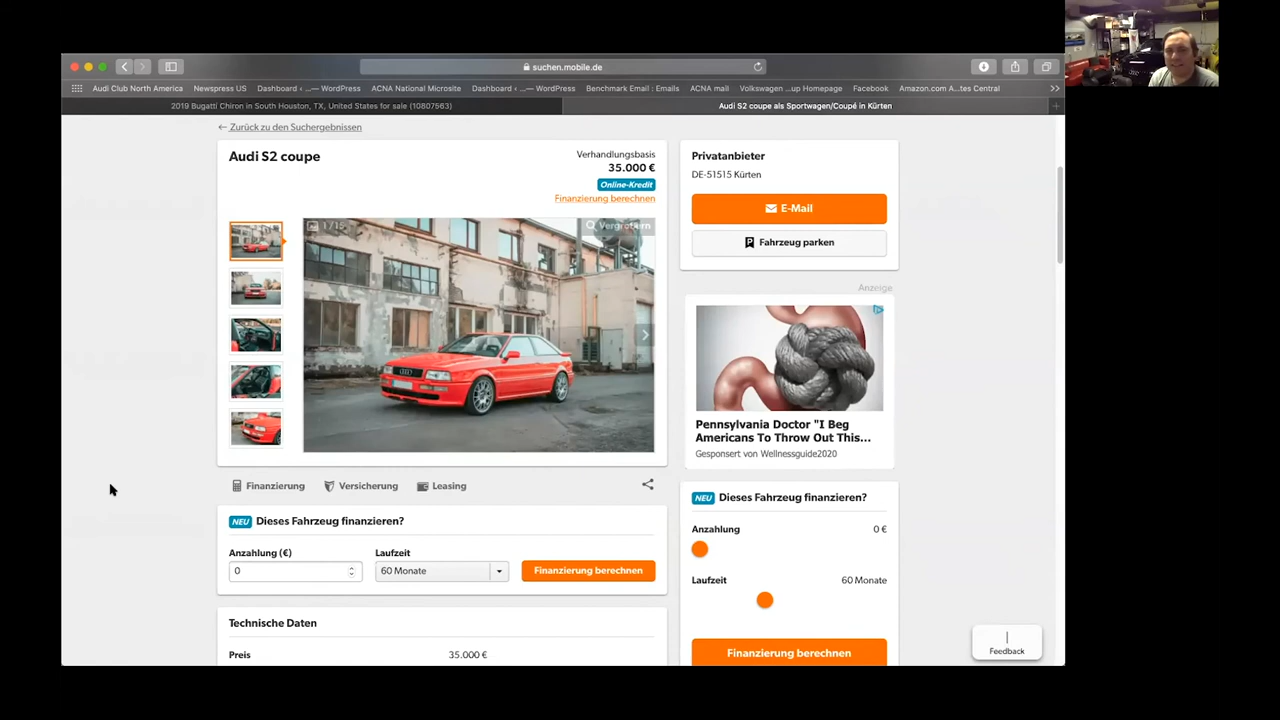 suchen.mobile.de
Audi Club North America
Newspress US
Dashboard ‹ ... — WordPress
ACNA National Microsite
Dashboard ‹ ... — WordPress
Benchmark Email : Emails
ACNA mail
Volkswagen ...up Homepage
Facebook
Amazon.com A...tes Central
2019 Bugatti Chiron in South Houston, TX, United States for sale (10807563)
Audi S2 coupe als Sportwagen/Coupé in Kürten
← Zurück zu den Suchergebnissen
Audi S2 coupe
Verhandlungsbasis
35.000 €
Online-Kredit
Finanzierung berechnen
1 / 15
Vergrößern
Finanzierung
Versicherung
Leasing
NEU Dieses Fahrzeug finanzieren?
Anzahlung (€)
Laufzeit
0
60 Monate
Finanzierung berechnen
Technische Daten
Preis
35.000 €
Privatanbieter
DE-51515 Kürten
E-Mail
Fahrzeug parken
Anzeige
Pennsylvania Doctor "I Beg
Americans To Throw Out This...
Gesponsert von Wellnessguide2020
NEU Dieses Fahrzeug finanzieren?
Anzahlung
0 €
Laufzeit
60 Monate
Finanzierung berechnen
Feedback